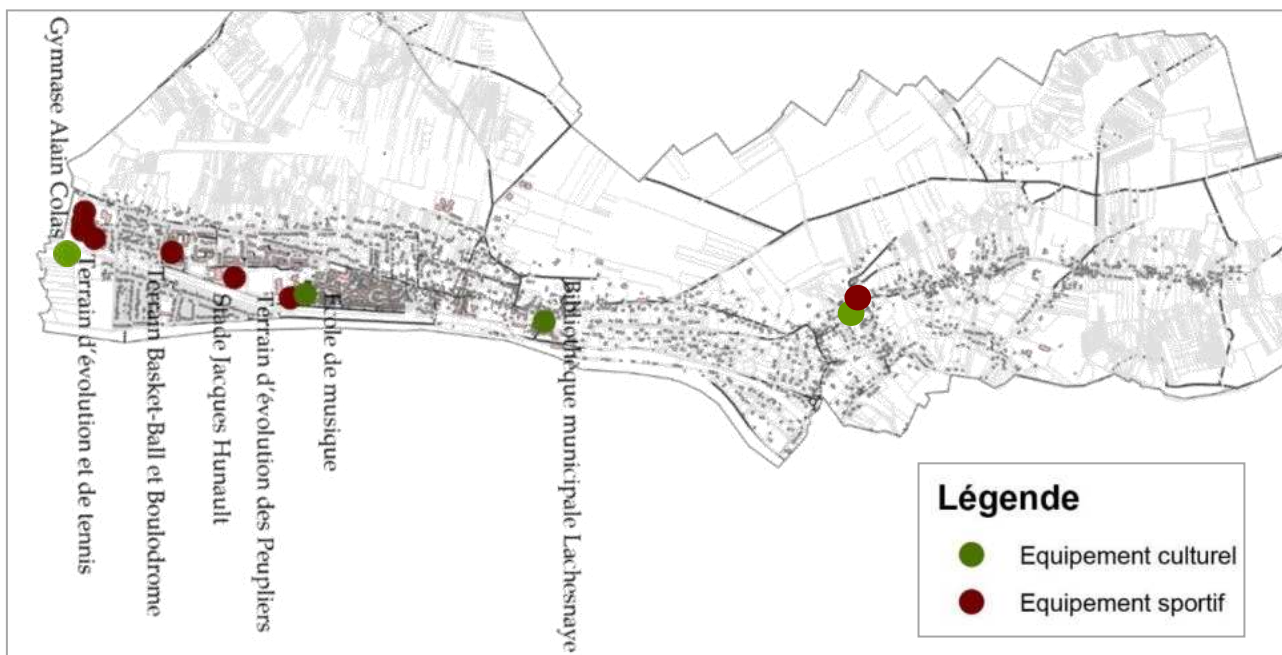 Gymnase Alain Colas
Terrain d'évolution et de tennis
Terrain Basket-Ball et Boulodrome
Stade Jacques Hunault
Terrain d'évolution des Peupliers
Ecole de musique
Bibliothèque municipale Lachesnaye
Légende
Equipement culturel
Equipement sportif